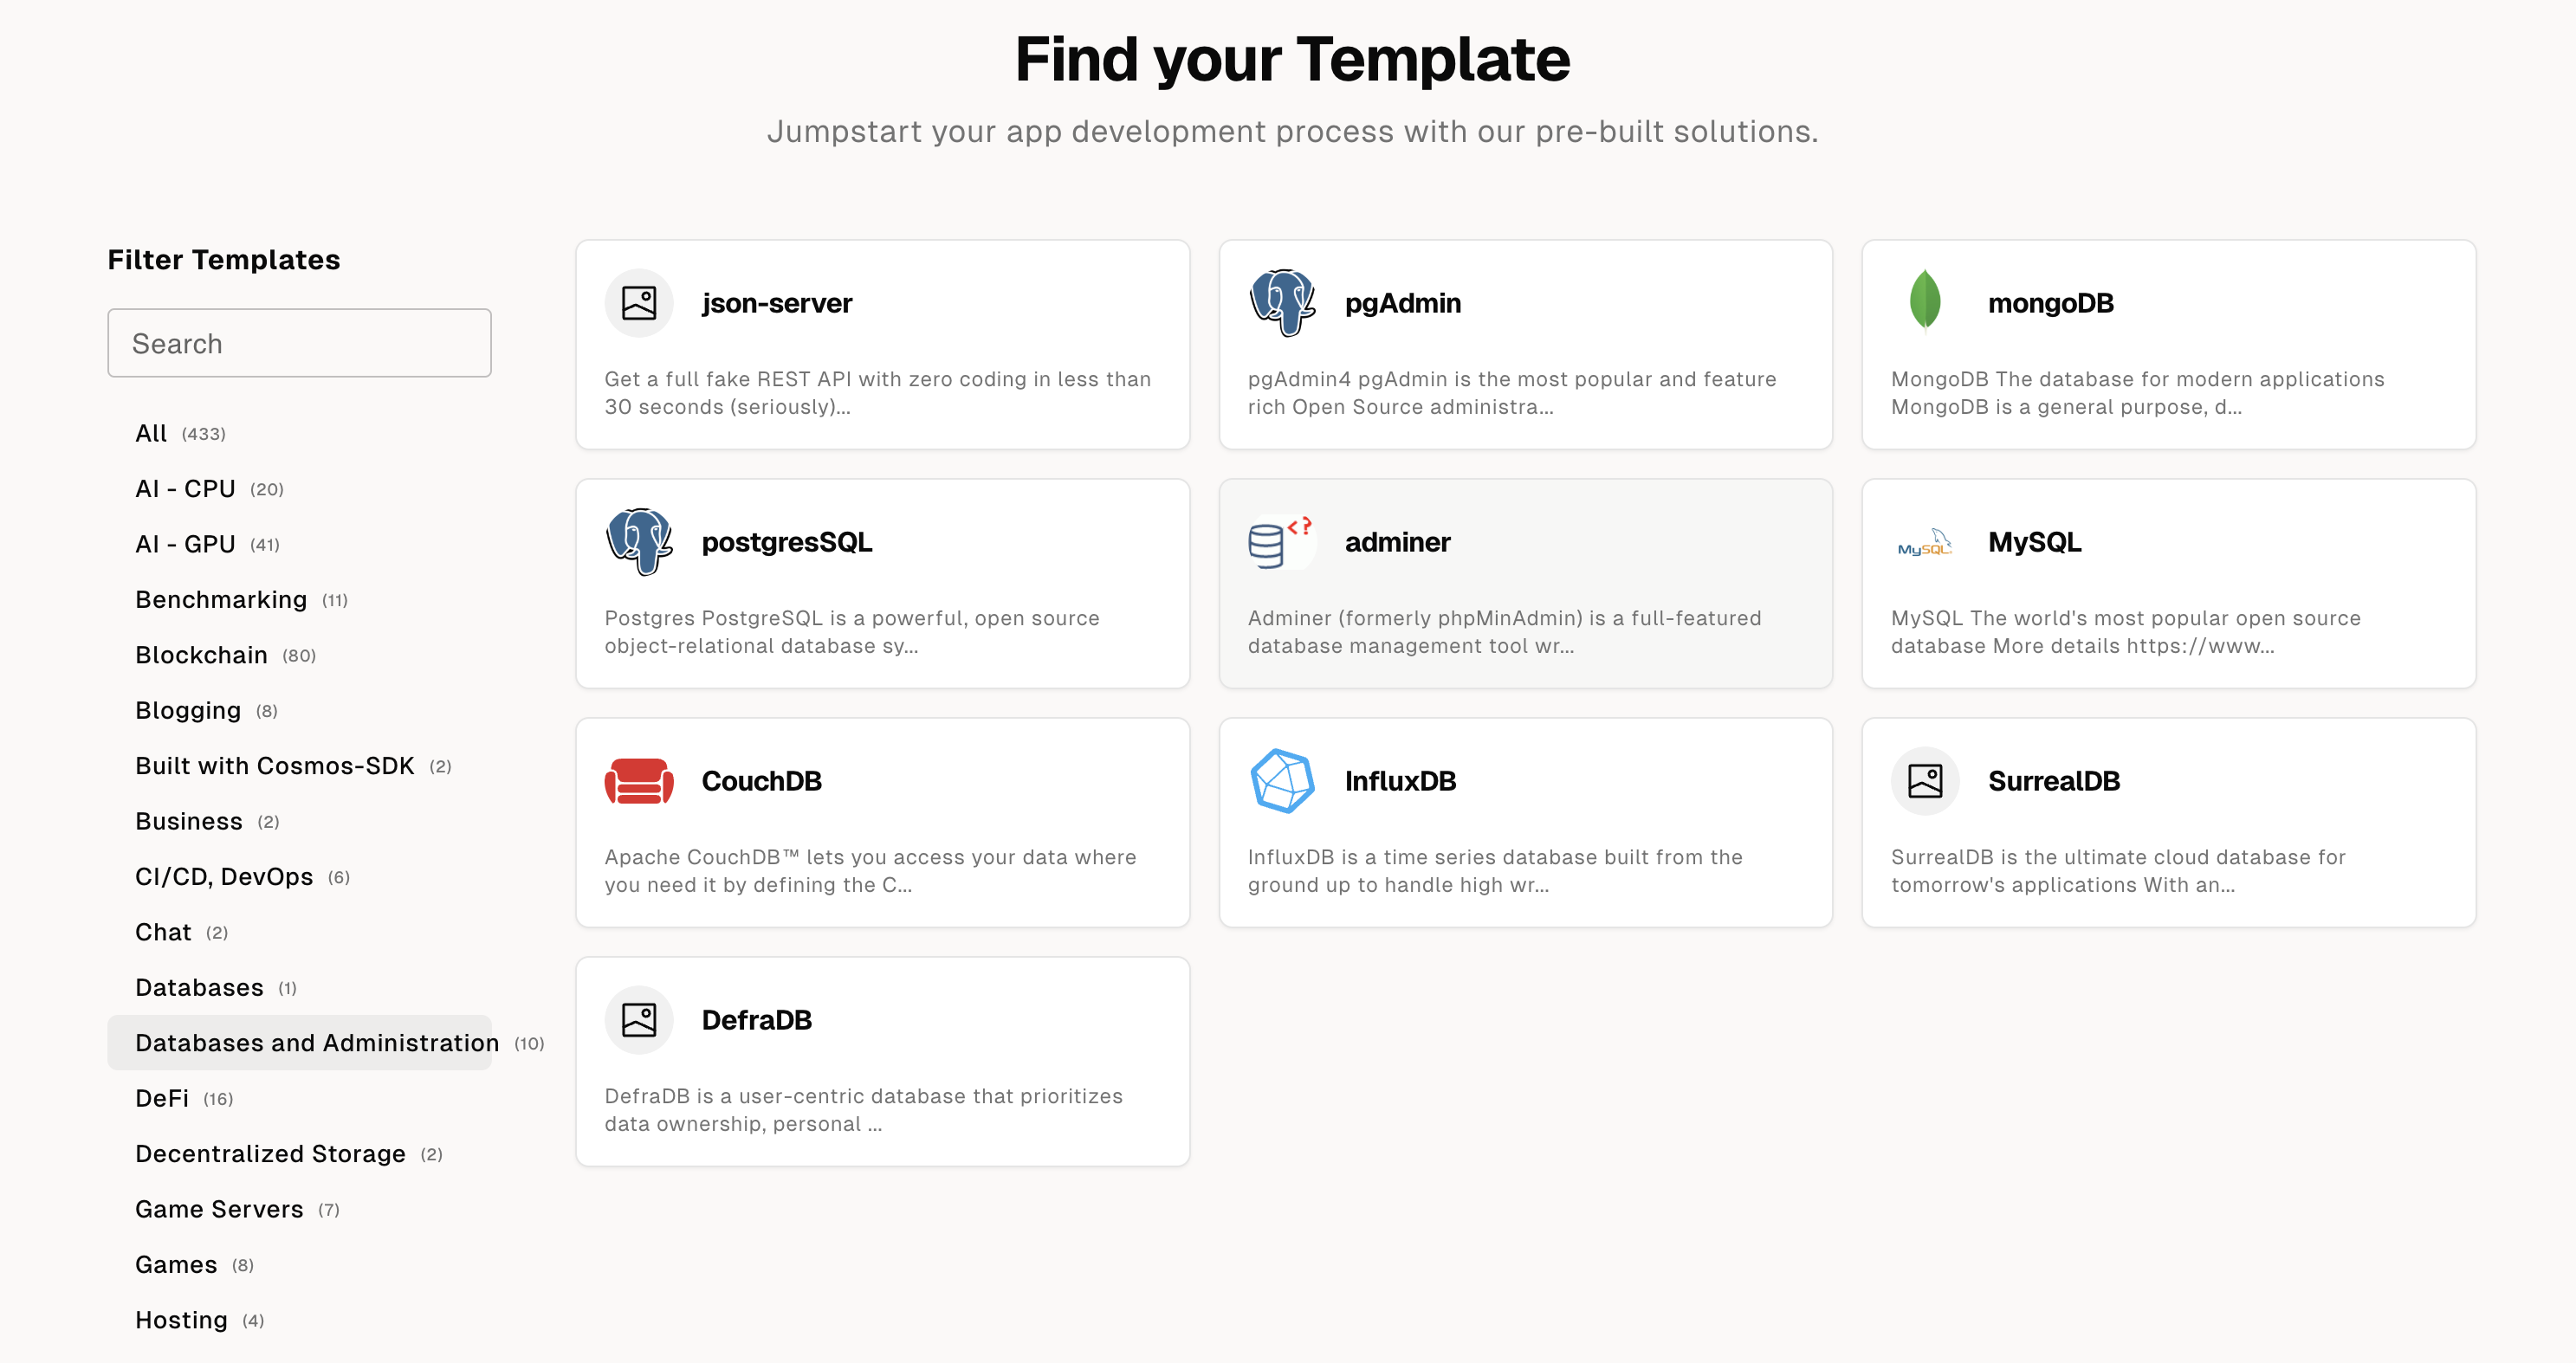 Find your Template
Jumpstart your app development process with our pre-built solutions.
Filter Templates
Search
All (433)
AI - CPU (20)
AI - GPU (41)
Benchmarking (11)
Blockchain (80)
Blogging (8)
Built with Cosmos-SDK (2)
Business (2)
CI/CD, DevOps (6)
Chat (2)
Databases (1)
Databases and Administration (10)
DeFi (16)
Decentralized Storage (2)
Game Servers (7)
Games (8)
Hosting (4)
json-server
Get a full fake REST API with zero coding in less than
30 seconds (seriously)...
pgAdmin
pgAdmin4 pgAdmin is the most popular and feature
rich Open Source administra...
mongoDB
MongoDB The database for modern applications
MongoDB is a general purpose, d...
postgresSQL
Postgres PostgreSQL is a powerful, open source
object-relational database sy...
<?
adminer
Adminer (formerly phpMinAdmin) is a full-featured
database management tool wr...
MySQL
MySQL
MySQL The world's most popular open source
database More details https://www...
CouchDB
Apache CouchDB™ lets you access your data where
you need it by defining the C...
InfluxDB
InfluxDB is a time series database built from the
ground up to handle high wr...
SurrealDB
SurrealDB is the ultimate cloud database for
tomorrow's applications With an...
DefraDB
DefraDB is a user-centric database that prioritizes
data ownership, personal ...